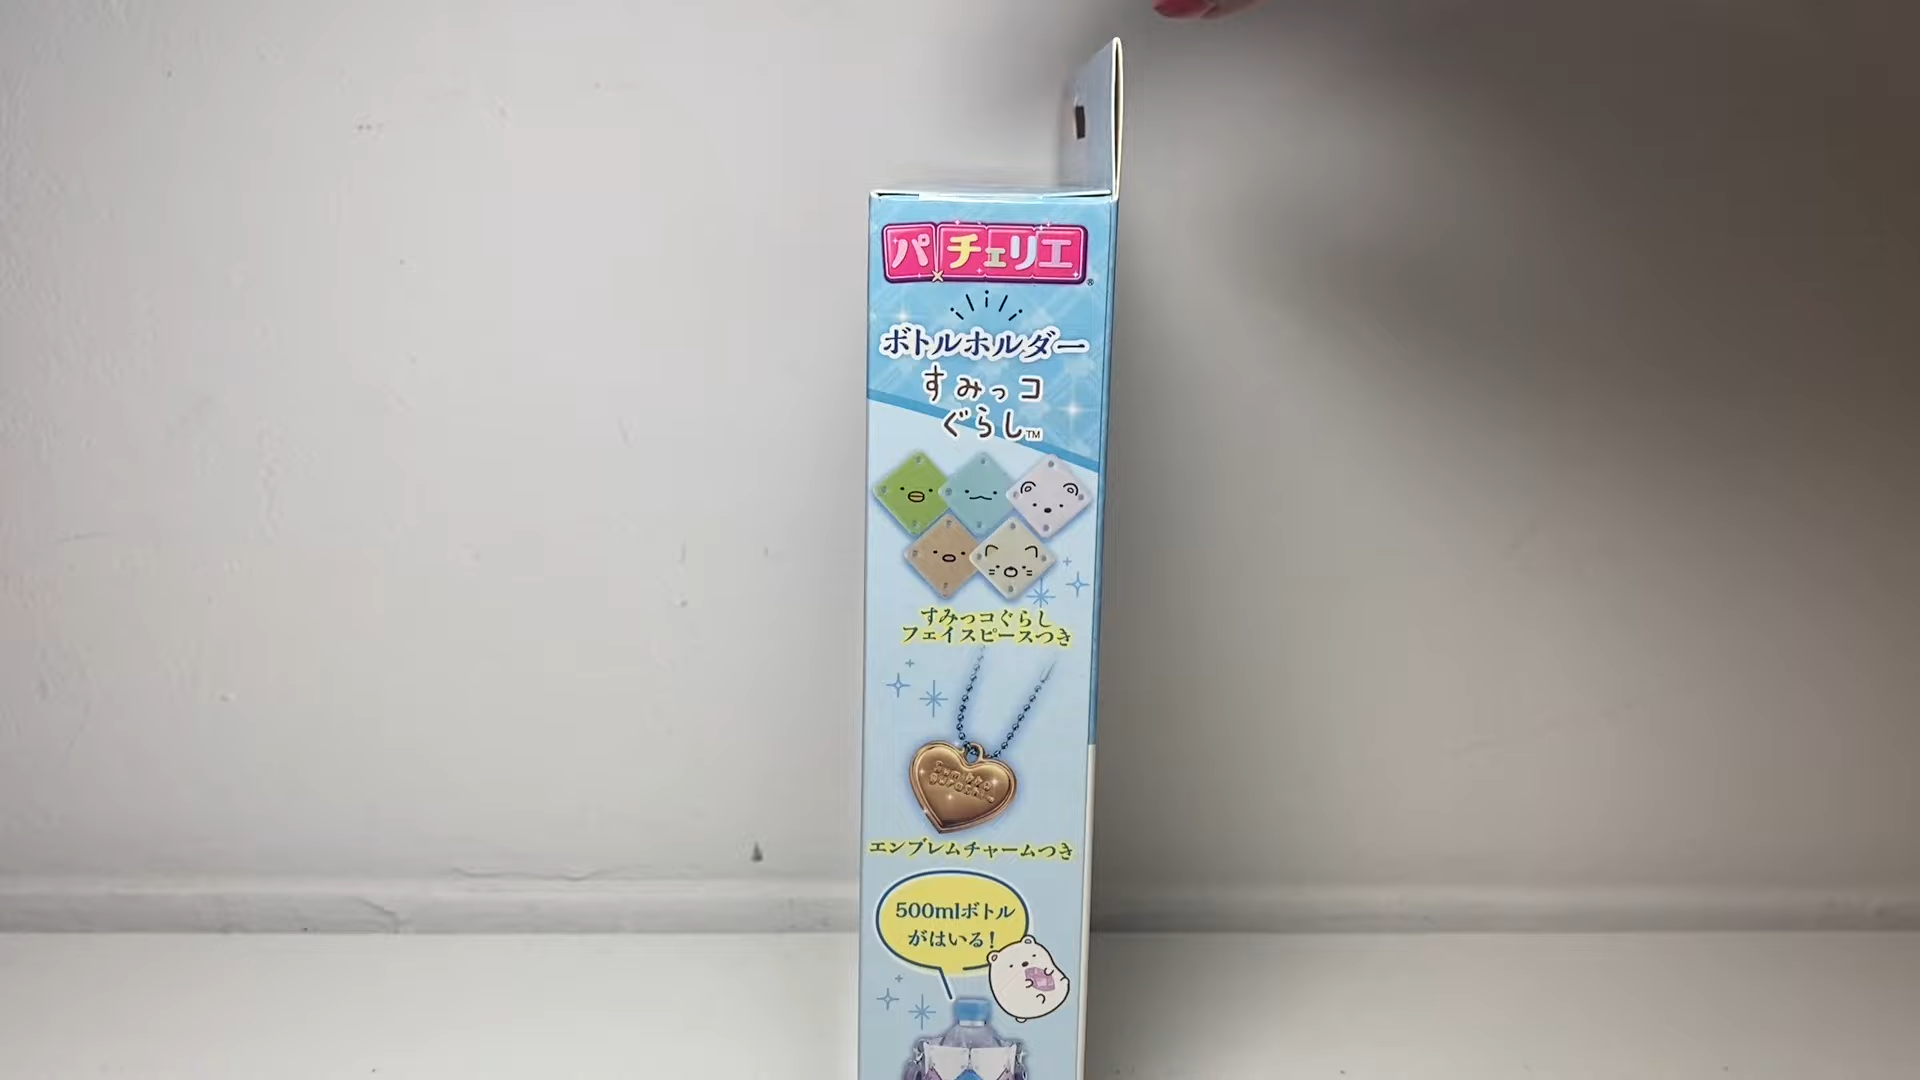 パチェリエ®
ボトルホルダー
すみっコ
ぐらし™
すみっコぐらし
フェイスピースつき
エンブレムチャームつき
500mlボトル
がはいる!